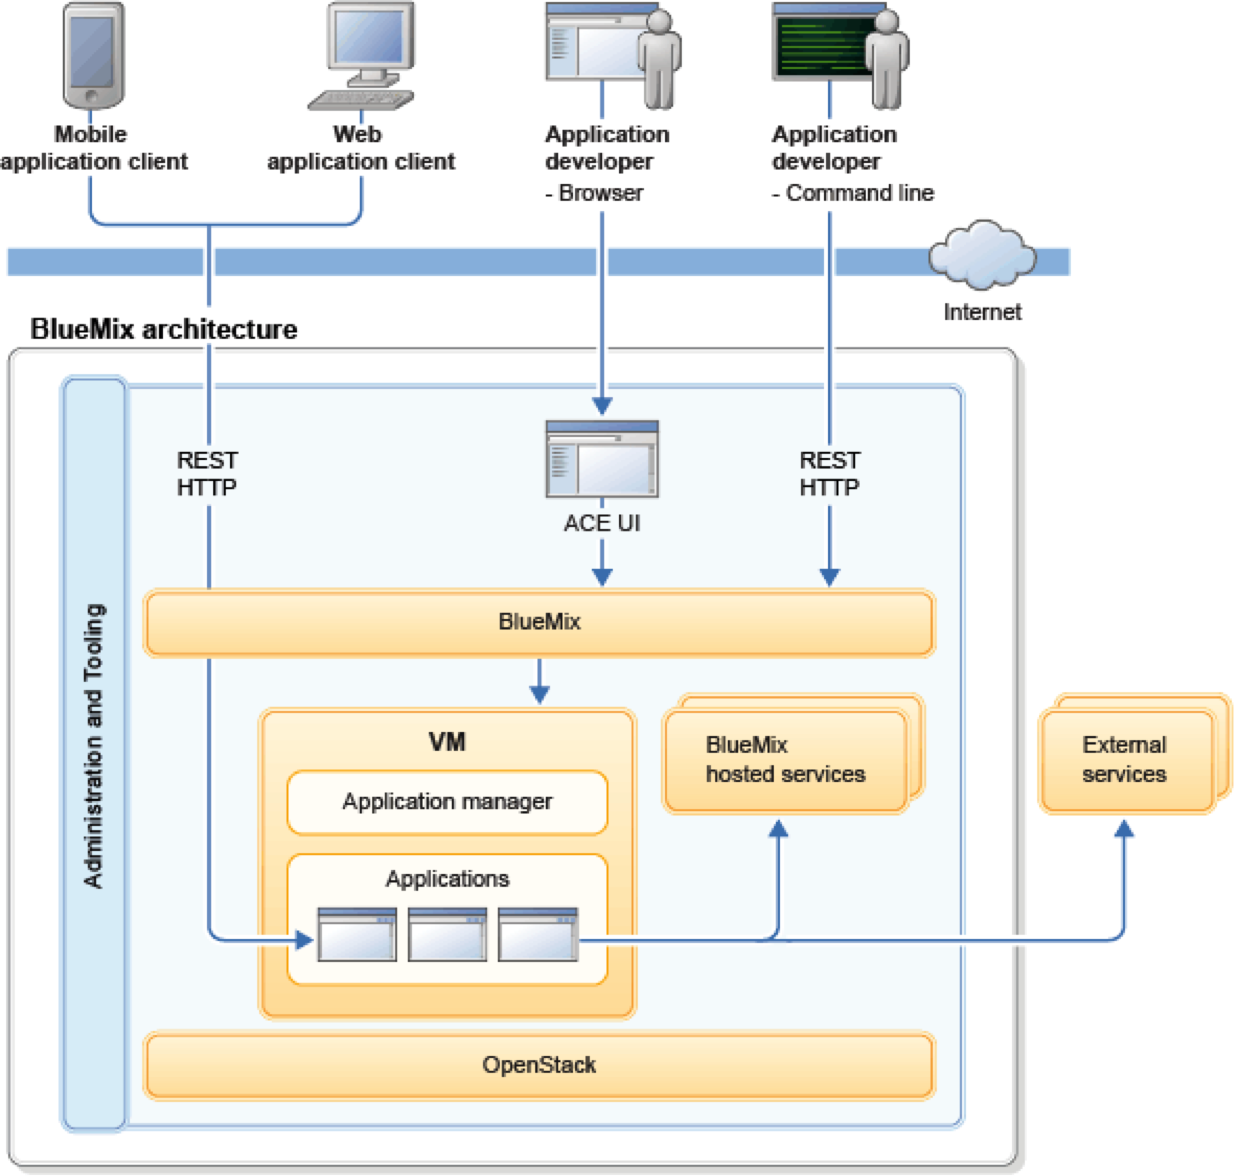 Mobile
application client
Web
application client
Application
developer
- Browser
Application
developer
- Command line
Internet
BlueMix architecture
REST
HTTP
ACE UI
REST
HTTP
Administration and Tooling
BlueMix
VM
Application manager
Applications
BlueMix
hosted services
External
services
OpenStack